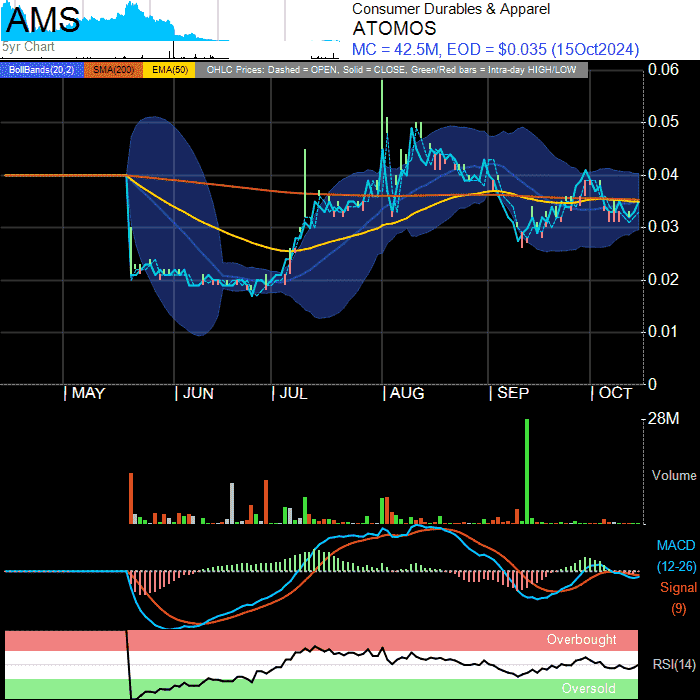 AMS
5yr Chart
Consumer Durables & Apparel
ATOMOS
MC = 42.5M, EOD = $0.035 (15Oct2024)
BollBands(20,2) SMA(200) EMA(50) OHLC Prices: Dashed = OPEN, Solid = CLOSE, Green/Red bars = Intra-day HIGH/LOW
0.06
0.05
0.04
0.03
0.02
0.01
0
MAY JUN JUL AUG SEP OCT
28M
Volume
MACD
(12-26)
Signal
(9)
Overbought
RSI(14)
Oversold